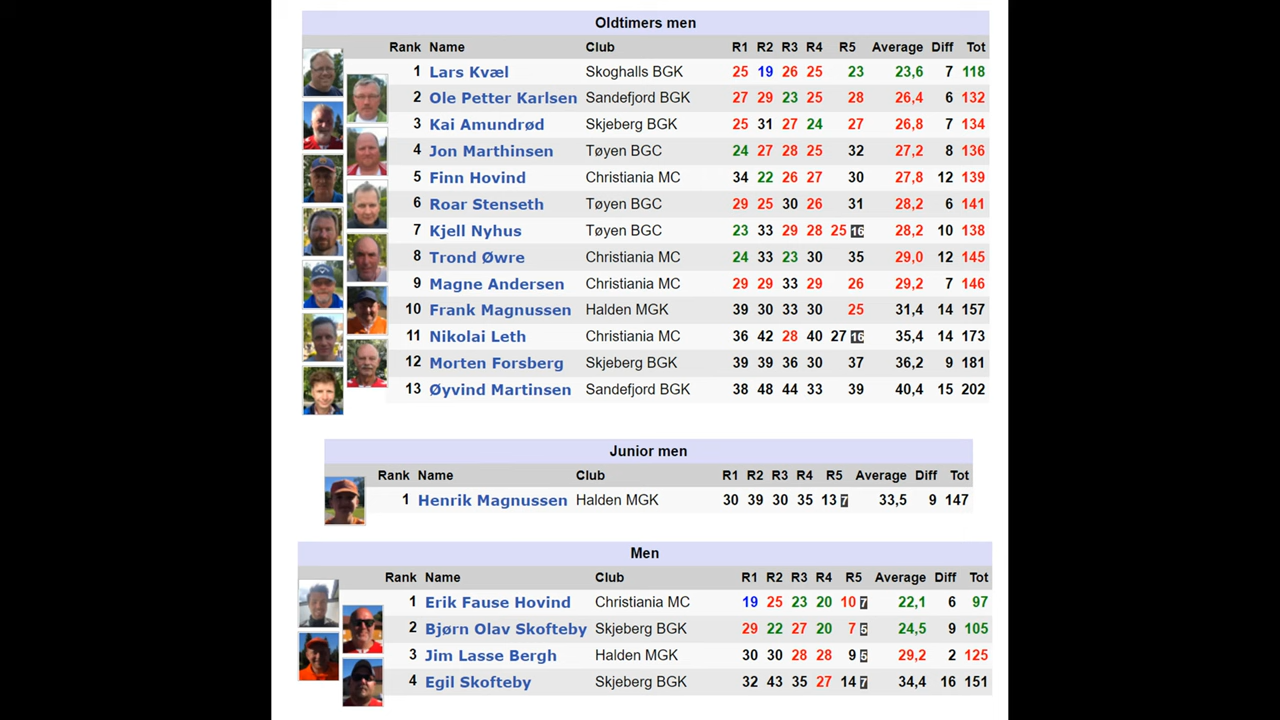 Oldtimers men
Rank Name Club R1 R2 R3 R4 R5 Average Diff Tot
1 Lars Kvæl Skoghalls BGK 25 19 26 25 23 23,6 7 118
2 Ole Petter Karlsen Sandefjord BGK 27 29 23 25 28 26,4 6 132
3 Kai Amundrød Skjeberg BGK 25 31 27 24 27 26,8 7 134
4 Jon Marthinsen Tøyen BGC 24 27 28 25 32 27,2 8 136
5 Finn Hovind Christiania MC 34 22 26 27 30 27,8 12 139
6 Roar Stenseth Tøyen BGC 29 25 30 26 31 28,2 6 141
7 Kjell Nyhus Tøyen BGC 23 33 29 28 25 16 28,2 10 138
8 Trond Øwre Christiania MC 24 33 23 30 35 29,0 12 145
9 Magne Andersen Christiania MC 29 29 33 29 26 29,2 7 146
10 Frank Magnussen Halden MGK 39 30 33 30 25 31,4 14 157
11 Nikolai Leth Christiania MC 36 42 28 40 27 16 35,4 14 173
12 Morten Forsberg Skjeberg BGK 39 39 36 30 37 36,2 9 181
13 Øyvind Martinsen Sandefjord BGK 38 48 44 33 39 40,4 15 202
Junior men
Rank Name Club R1 R2 R3 R4 R5 Average Diff Tot
1 Henrik Magnussen Halden MGK 30 39 30 35 13 7 33,5 9 147
Men
Rank Name Club R1 R2 R3 R4 R5 Average Diff Tot
1 Erik Fause Hovind Christiania MC 19 25 23 20 10 7 22,1 6 97
2 Bjørn Olav Skofteby Skjeberg BGK 29 22 27 20 7 5 24,5 9 105
3 Jim Lasse Bergh Halden MGK 30 30 28 28 9 5 29,2 2 125
4 Egil Skofteby Skjeberg BGK 32 43 35 27 14 7 34,4 16 151